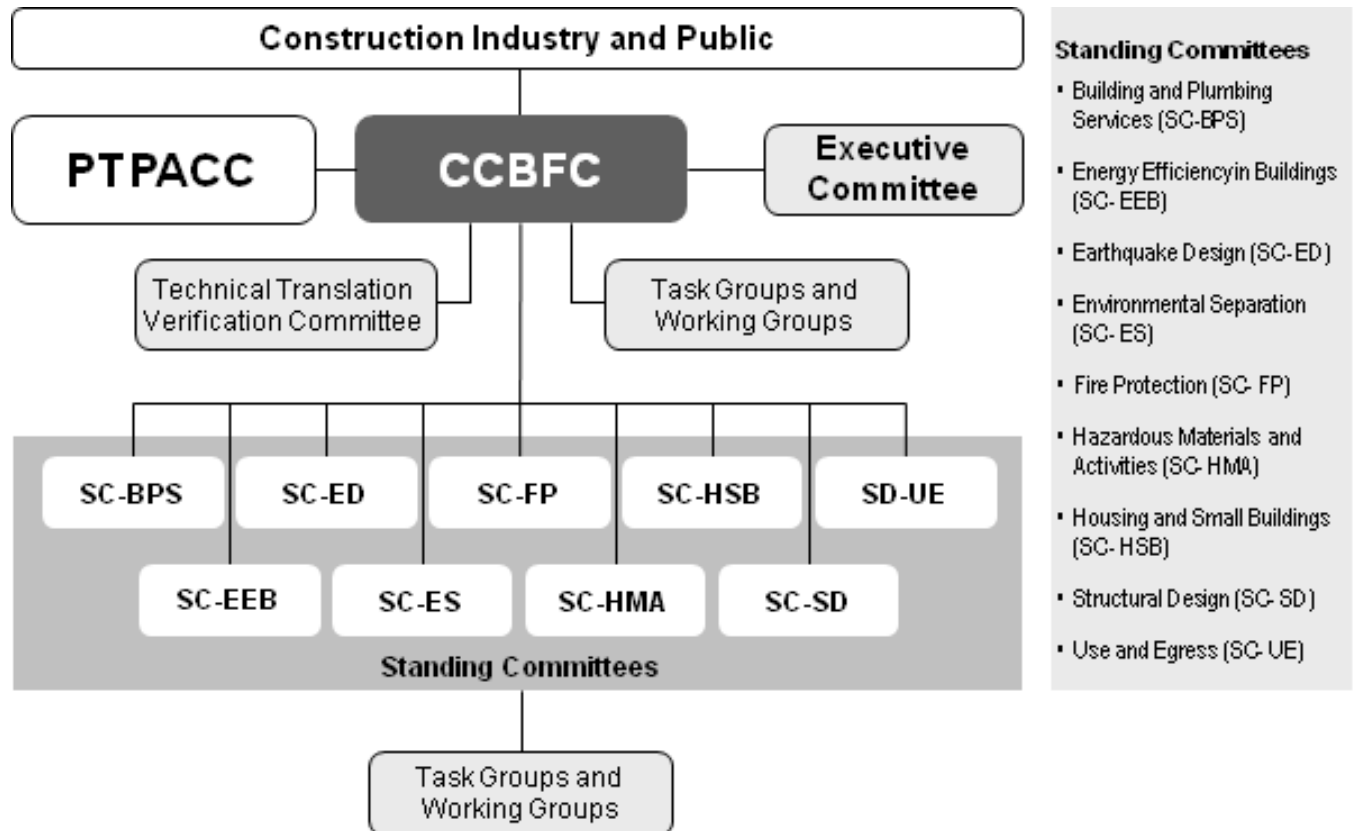 Construction Industry and Public
PTPACC
CCBFC
Executive
Committee
Technical Translation
Verification Committee
Task Groups and
Working Groups
SC-BPS
SC-ED
SC-FP
SC-HSB
SD-UE
SC-EEB
SC-ES
SC-HMA
SC-SD
Standing Committees
Task Groups and
Working Groups
Standing Committees
▪ Building and Plumbing
Services (SC-BPS)
▪ Energy Efficiencyin Buildings
(SC- EEB)
▪ Earthquake Design (SC-ED)
▪ Environmental Separation
(SC- ES)
▪ Fire Protection (SC- FP)
▪ Hazardous Materials and
Activities (SC- HMA)
▪ Housing and Small Buildings
(SC- HSB)
▪ Structural Design (SC- SD)
▪ Use and Egress (SC- UE)